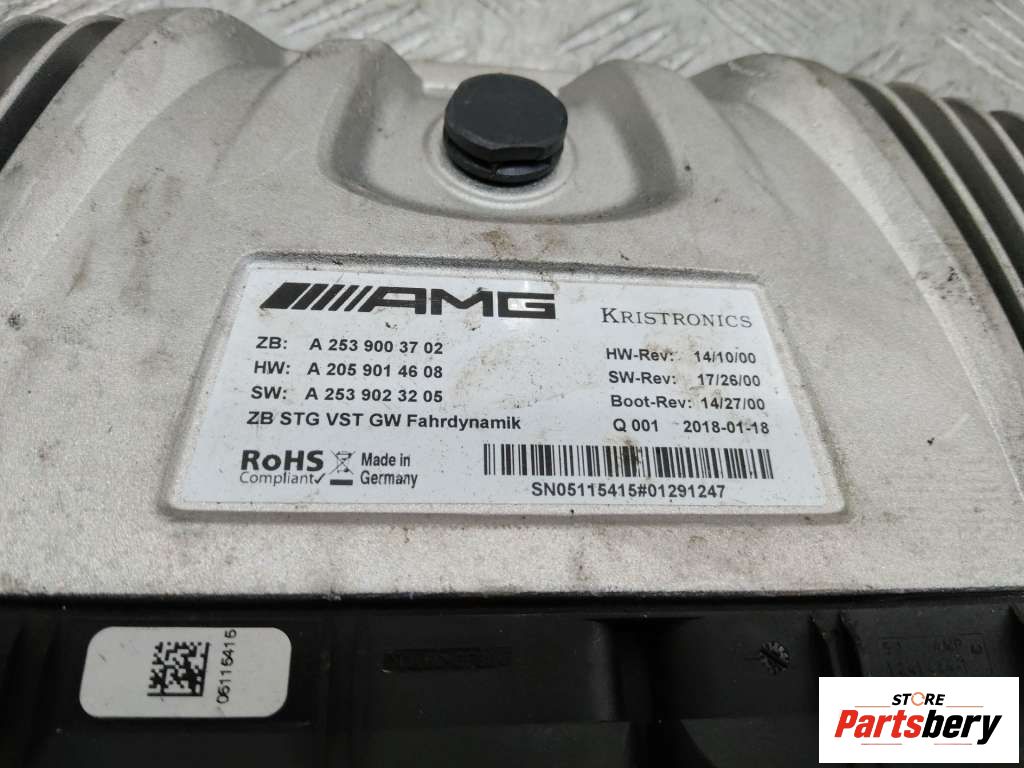 AMG
KRISTRONICS
ZB: A 253 900 37 02
HW: A 205 901 46 08
SW: A 253 902 32 05
ZB STG VST GW Fahrdynamik
HW-Rev: 14/10/00
SW-Rev: 17/26/00
Boot-Rev: 14/27/00
Q 001 2018-01-18
RoHS
Compliant
Made in
Germany
SN05115415#01291247
05115415
STORE
Partsbery